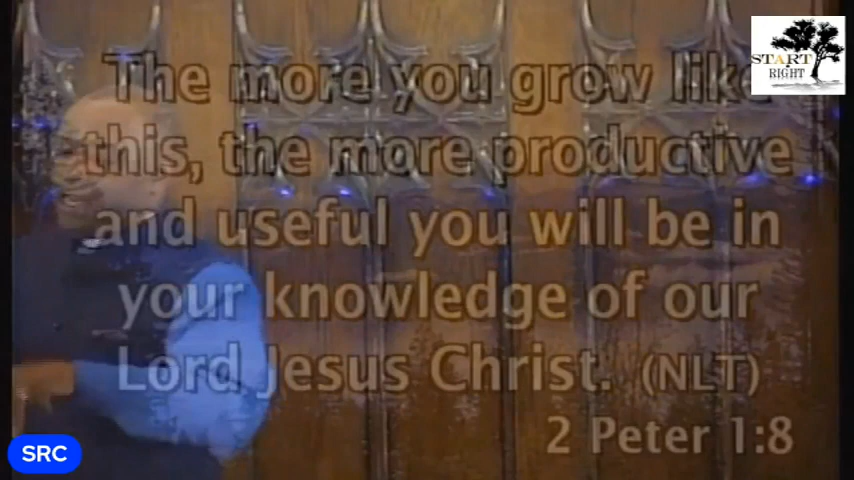 START
RIGHT
The more you grow like
this, the more productive
and useful you will be in
your knowledge of our
Lord Jesus Christ. (NLT)
2 Peter 1:8
SRC